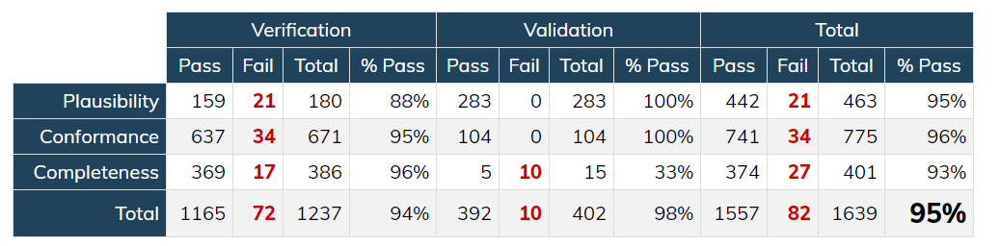 Verification Validation Total
Pass Fail Total % Pass Pass Fail Total % Pass Pass Fail Total % Pass
Plausibility 159 21 180 88% 283 0 283 100% 442 21 463 95%
Conformance 637 34 671 95% 104 0 104 100% 741 34 775 96%
Completeness 369 17 386 96% 5 10 15 33% 374 27 401 93%
Total 1165 72 1237 94% 392 10 402 98% 1557 82 1639 95%